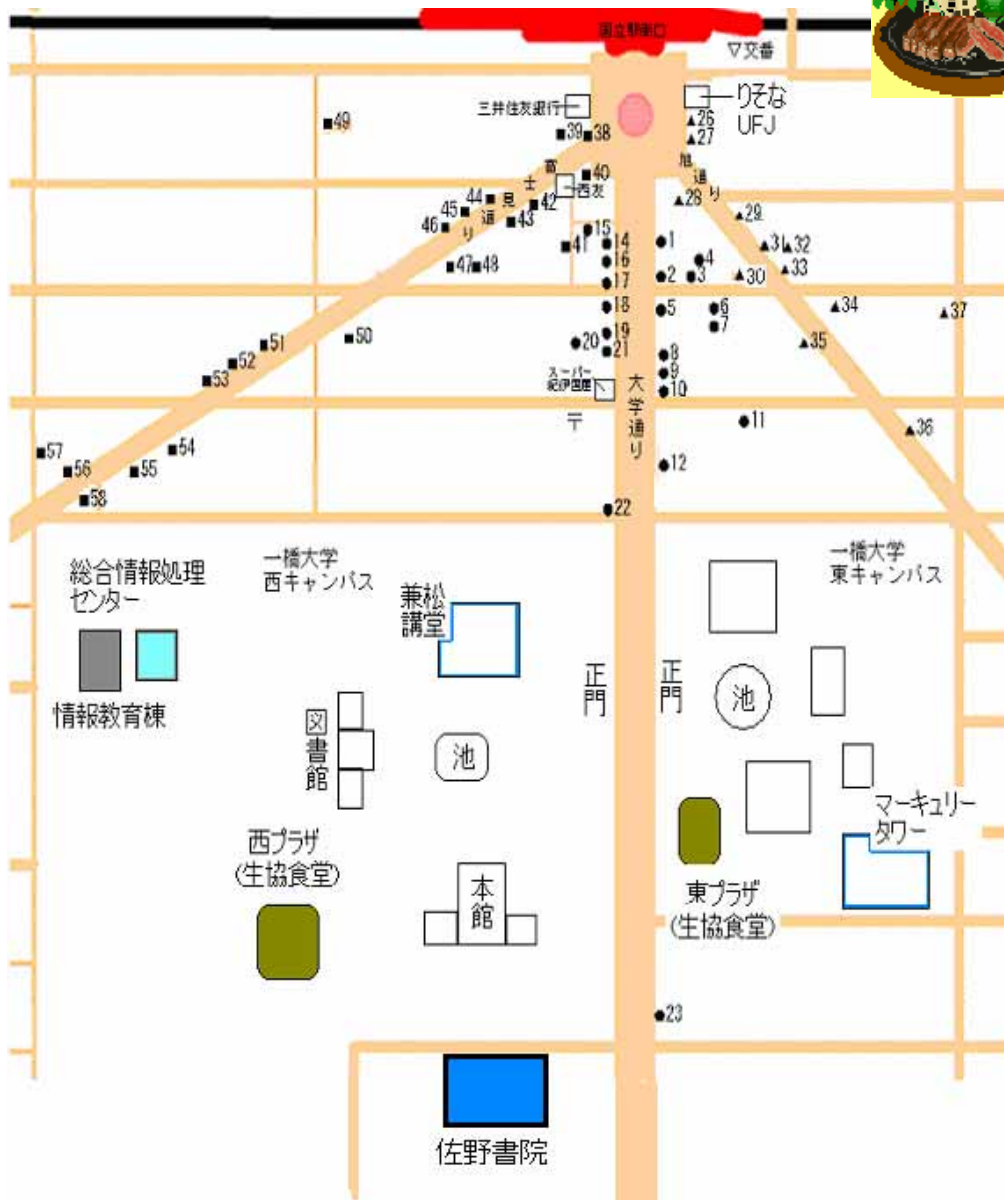 国立駅南口
▽交番
三井住友銀行
りそな
UFJ
49
39
38
26
27
富士見通り
旭通り
40
西友
44
42
28
45
43
29
46
15
14
1
31
32
41
16
4
47
48
17
2
3
30
33
18
5
6
34
37
7
50
19
20
21
8
35
51
52
9
53
スーパー
紀伊国屋
10
大学通り
〒
11
36
57
54
56
55
12
58
22
一橋大学
西キャンパス
一橋大学
東キャンパス
総合情報処理
センター
兼松
講堂
正門
正門
池
情報教育棟
図書館
池
マーキュリー
タワー
西プラザ
(生協食堂)
本館
東プラザ
(生協食堂)
23
佐野書院